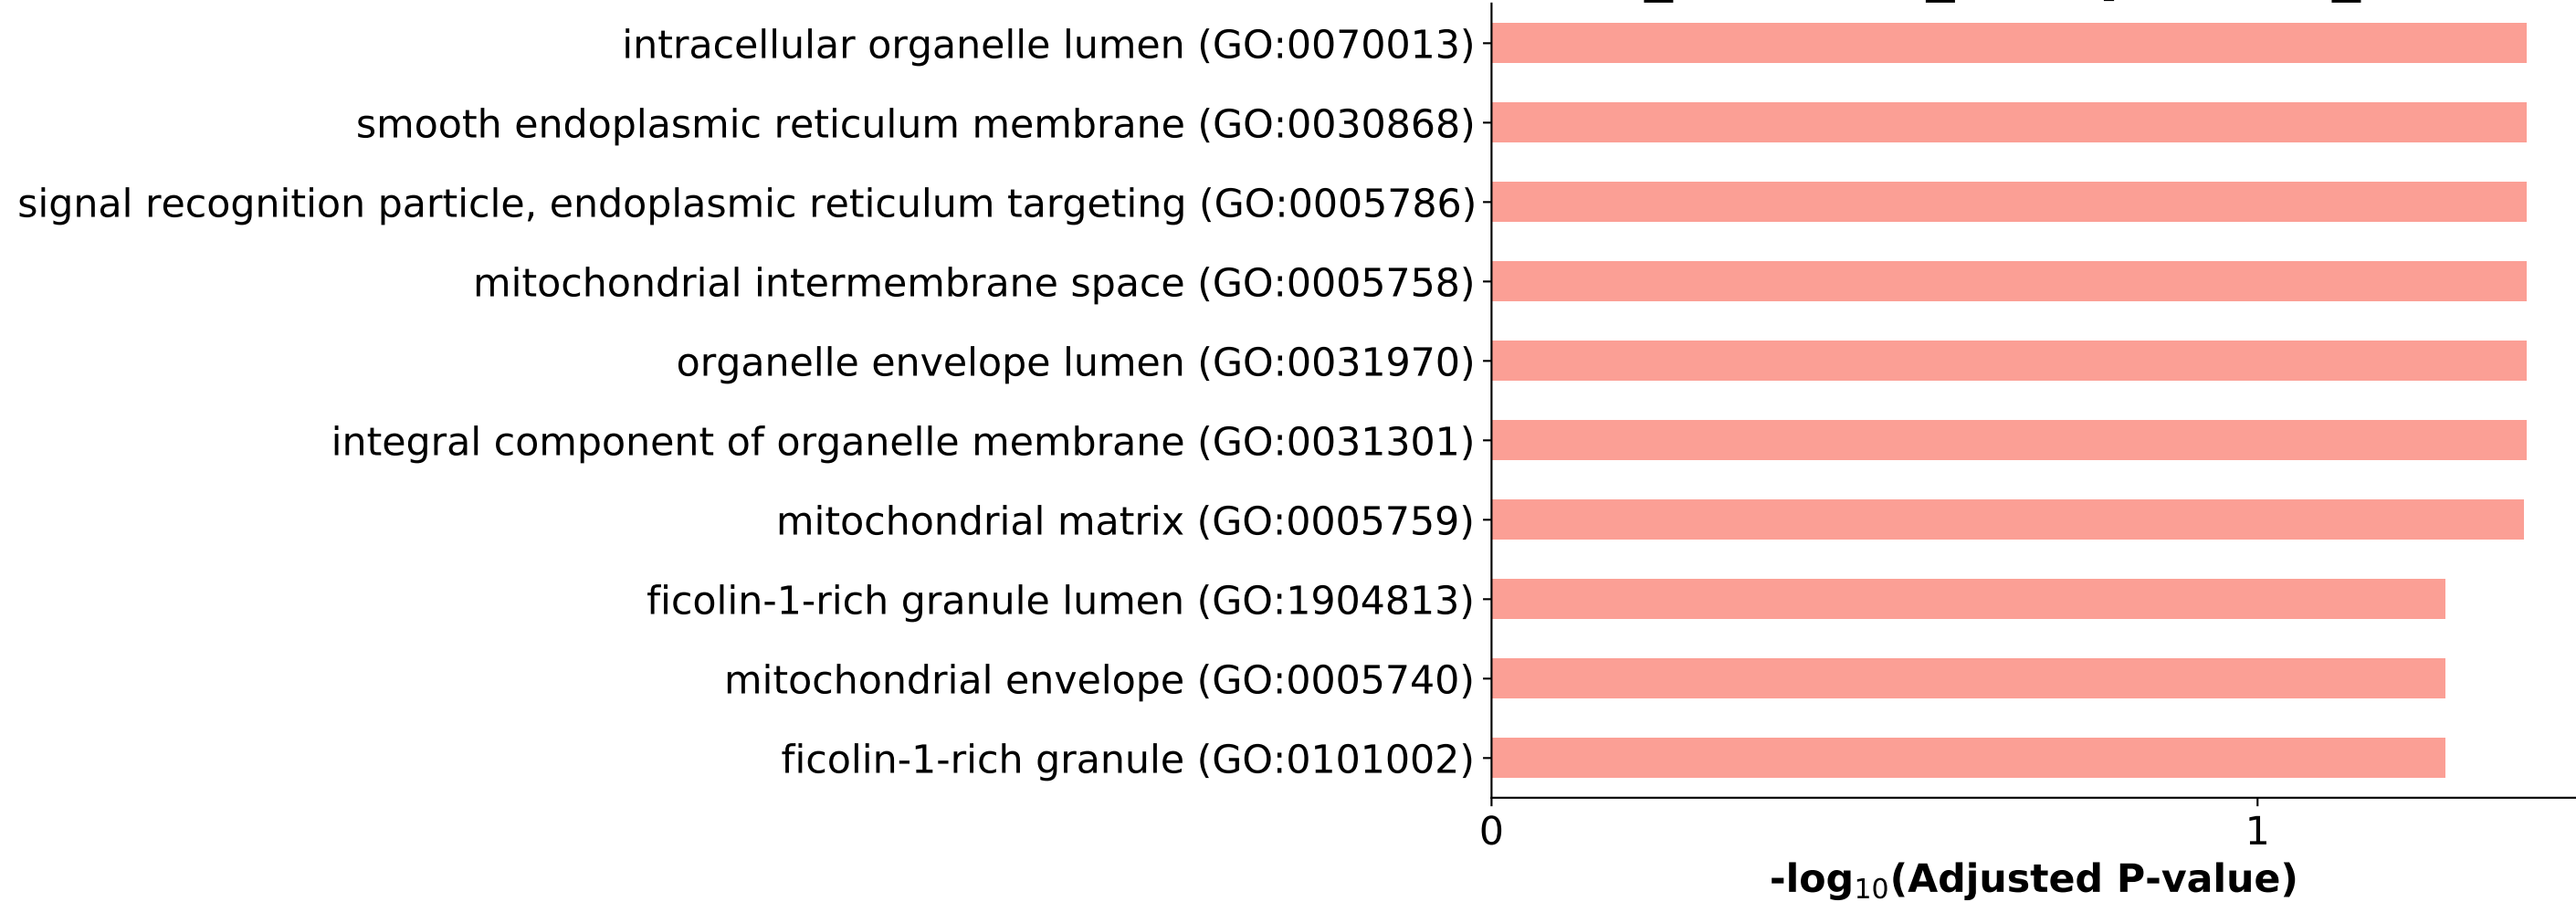 intracellular organelle lumen (GO:0070013)
smooth endoplasmic reticulum membrane (GO:0030868)
signal recognition particle, endoplasmic reticulum targeting (GO:0005786)
mitochondrial intermembrane space (GO:0005758)
organelle envelope lumen (GO:0031970)
integral component of organelle membrane (GO:0031301)
mitochondrial matrix (GO:0005759)
ficolin-1-rich granule lumen (GO:1904813)
mitochondrial envelope (GO:0005740)
ficolin-1-rich granule (GO:0101002)
0 1
-log10(Adjusted P-value)